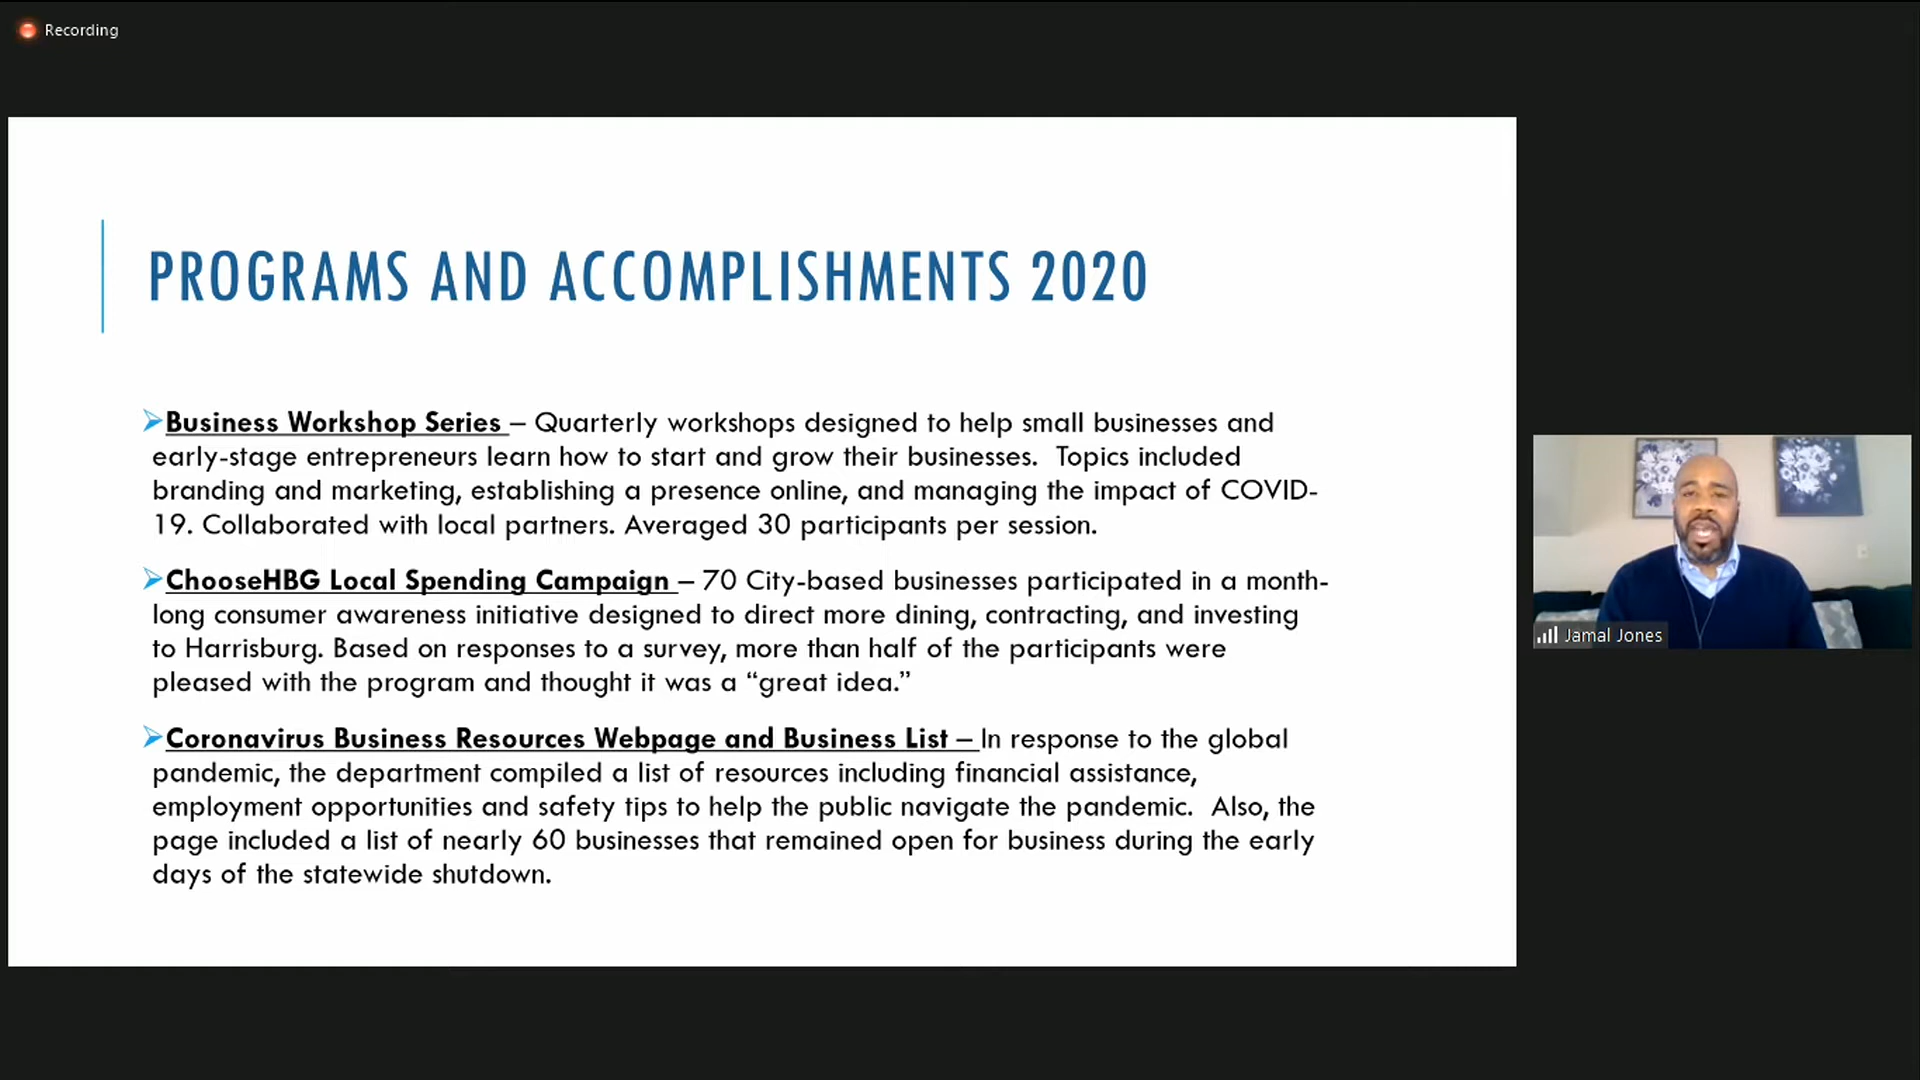 Recording
PROGRAMS AND ACCOMPLISHMENTS 2020
Business Workshop Series – Quarterly workshops designed to help small businesses and
early-stage entrepreneurs learn how to start and grow their businesses.  Topics included
branding and marketing, establishing a presence online, and managing the impact of COVID-
19. Collaborated with local partners. Averaged 30 participants per session.
ChooseHBG Local Spending Campaign – 70 City-based businesses participated in a month-
long consumer awareness initiative designed to direct more dining, contracting, and investing
to Harrisburg. Based on responses to a survey, more than half of the participants were
pleased with the program and thought it was a “great idea.”
Coronavirus Business Resources Webpage and Business List – In response to the global
pandemic, the department compiled a list of resources including financial assistance,
employment opportunities and safety tips to help the public navigate the pandemic.  Also, the
page included a list of nearly 60 businesses that remained open for business during the early
days of the statewide shutdown.
Jamal Jones